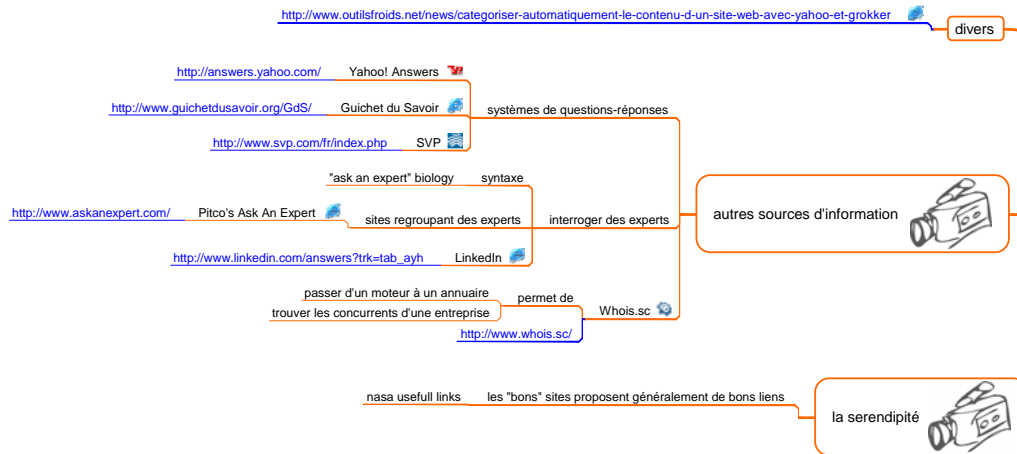 http://www.outilsfroids.net/news/categoriser-automatiquement-le-contenu-d-un-site-web-avec-yahoo-et-grokker
divers
http://answers.yahoo.com/ Yahoo! Answers
http://www.guichetdusavoir.org/GdS/ Guichet du Savoir
systèmes de questions-réponses
http://www.svp.com/fr/index.php SVP
"ask an expert" biology syntaxe
http://www.askanexpert.com/ Pitco's Ask An Expert sites regroupant des experts interroger des experts
autres sources d'information
http://www.linkedin.com/answers?trk=tab_ayh LinkedIn
passer d'un moteur à un annuaire
permet de
trouver les concurrents d'une entreprise
Whois.sc
http://www.whois.sc/
nasa usefull links les "bons" sites proposent généralement de bons liens
la serendipité